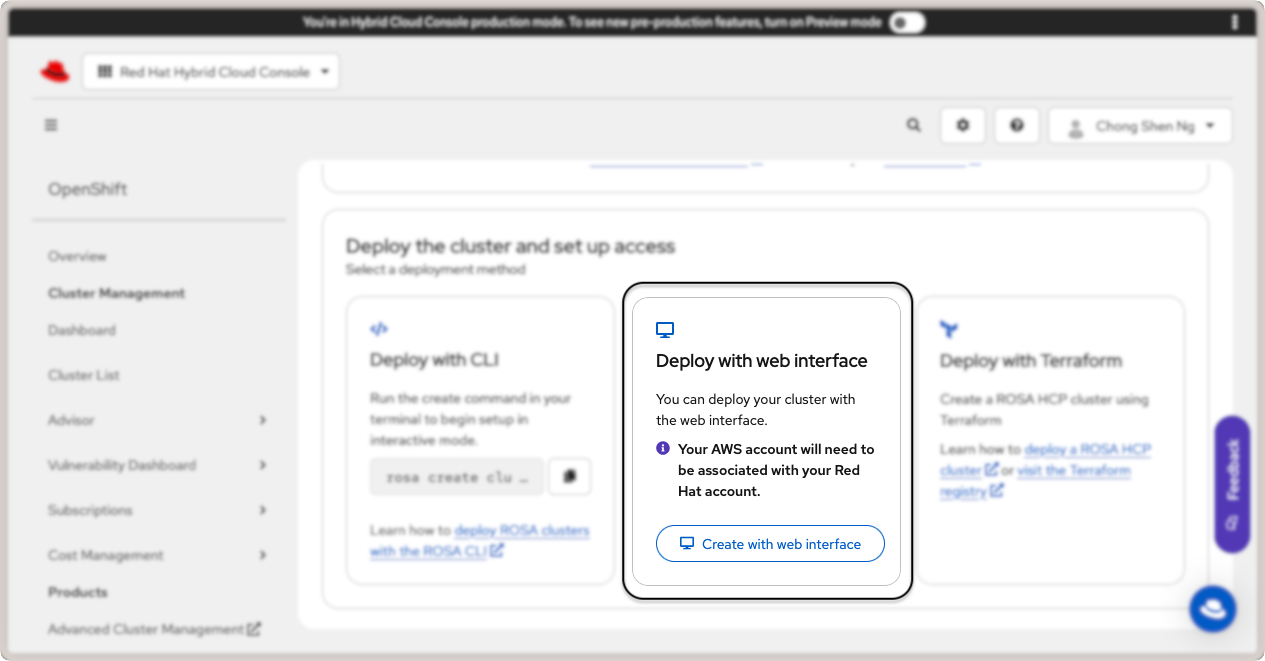 You're in Hybrid Cloud Console production mode. To see new pre-production features, turn on Preview mode
Red Hat Hybrid Cloud Console
Chong Shen Ng
OpenShift
Overview
Cluster Management
Dashboard
Cluster List
Advisor
Vulnerability Dashboard
Subscriptions
Cost Management
Products
Advanced Cluster Management
Deploy the cluster and set up access
Select a deployment method
Deploy with CLI
Run the create command in your
terminal to begin setup in
interactive mode.
rosa create clu …
Learn how to deploy ROSA clusters
with the ROSA CLI
Deploy with web interface
You can deploy your cluster with
the web interface.
Your AWS account will need to
be associated with your Red
Hat account.
Create with web interface
Deploy with Terraform
Create a ROSA HCP cluster using
Terraform
Learn how to deploy a ROSA HCP
cluster or visit the Terraform
registry
Feedback